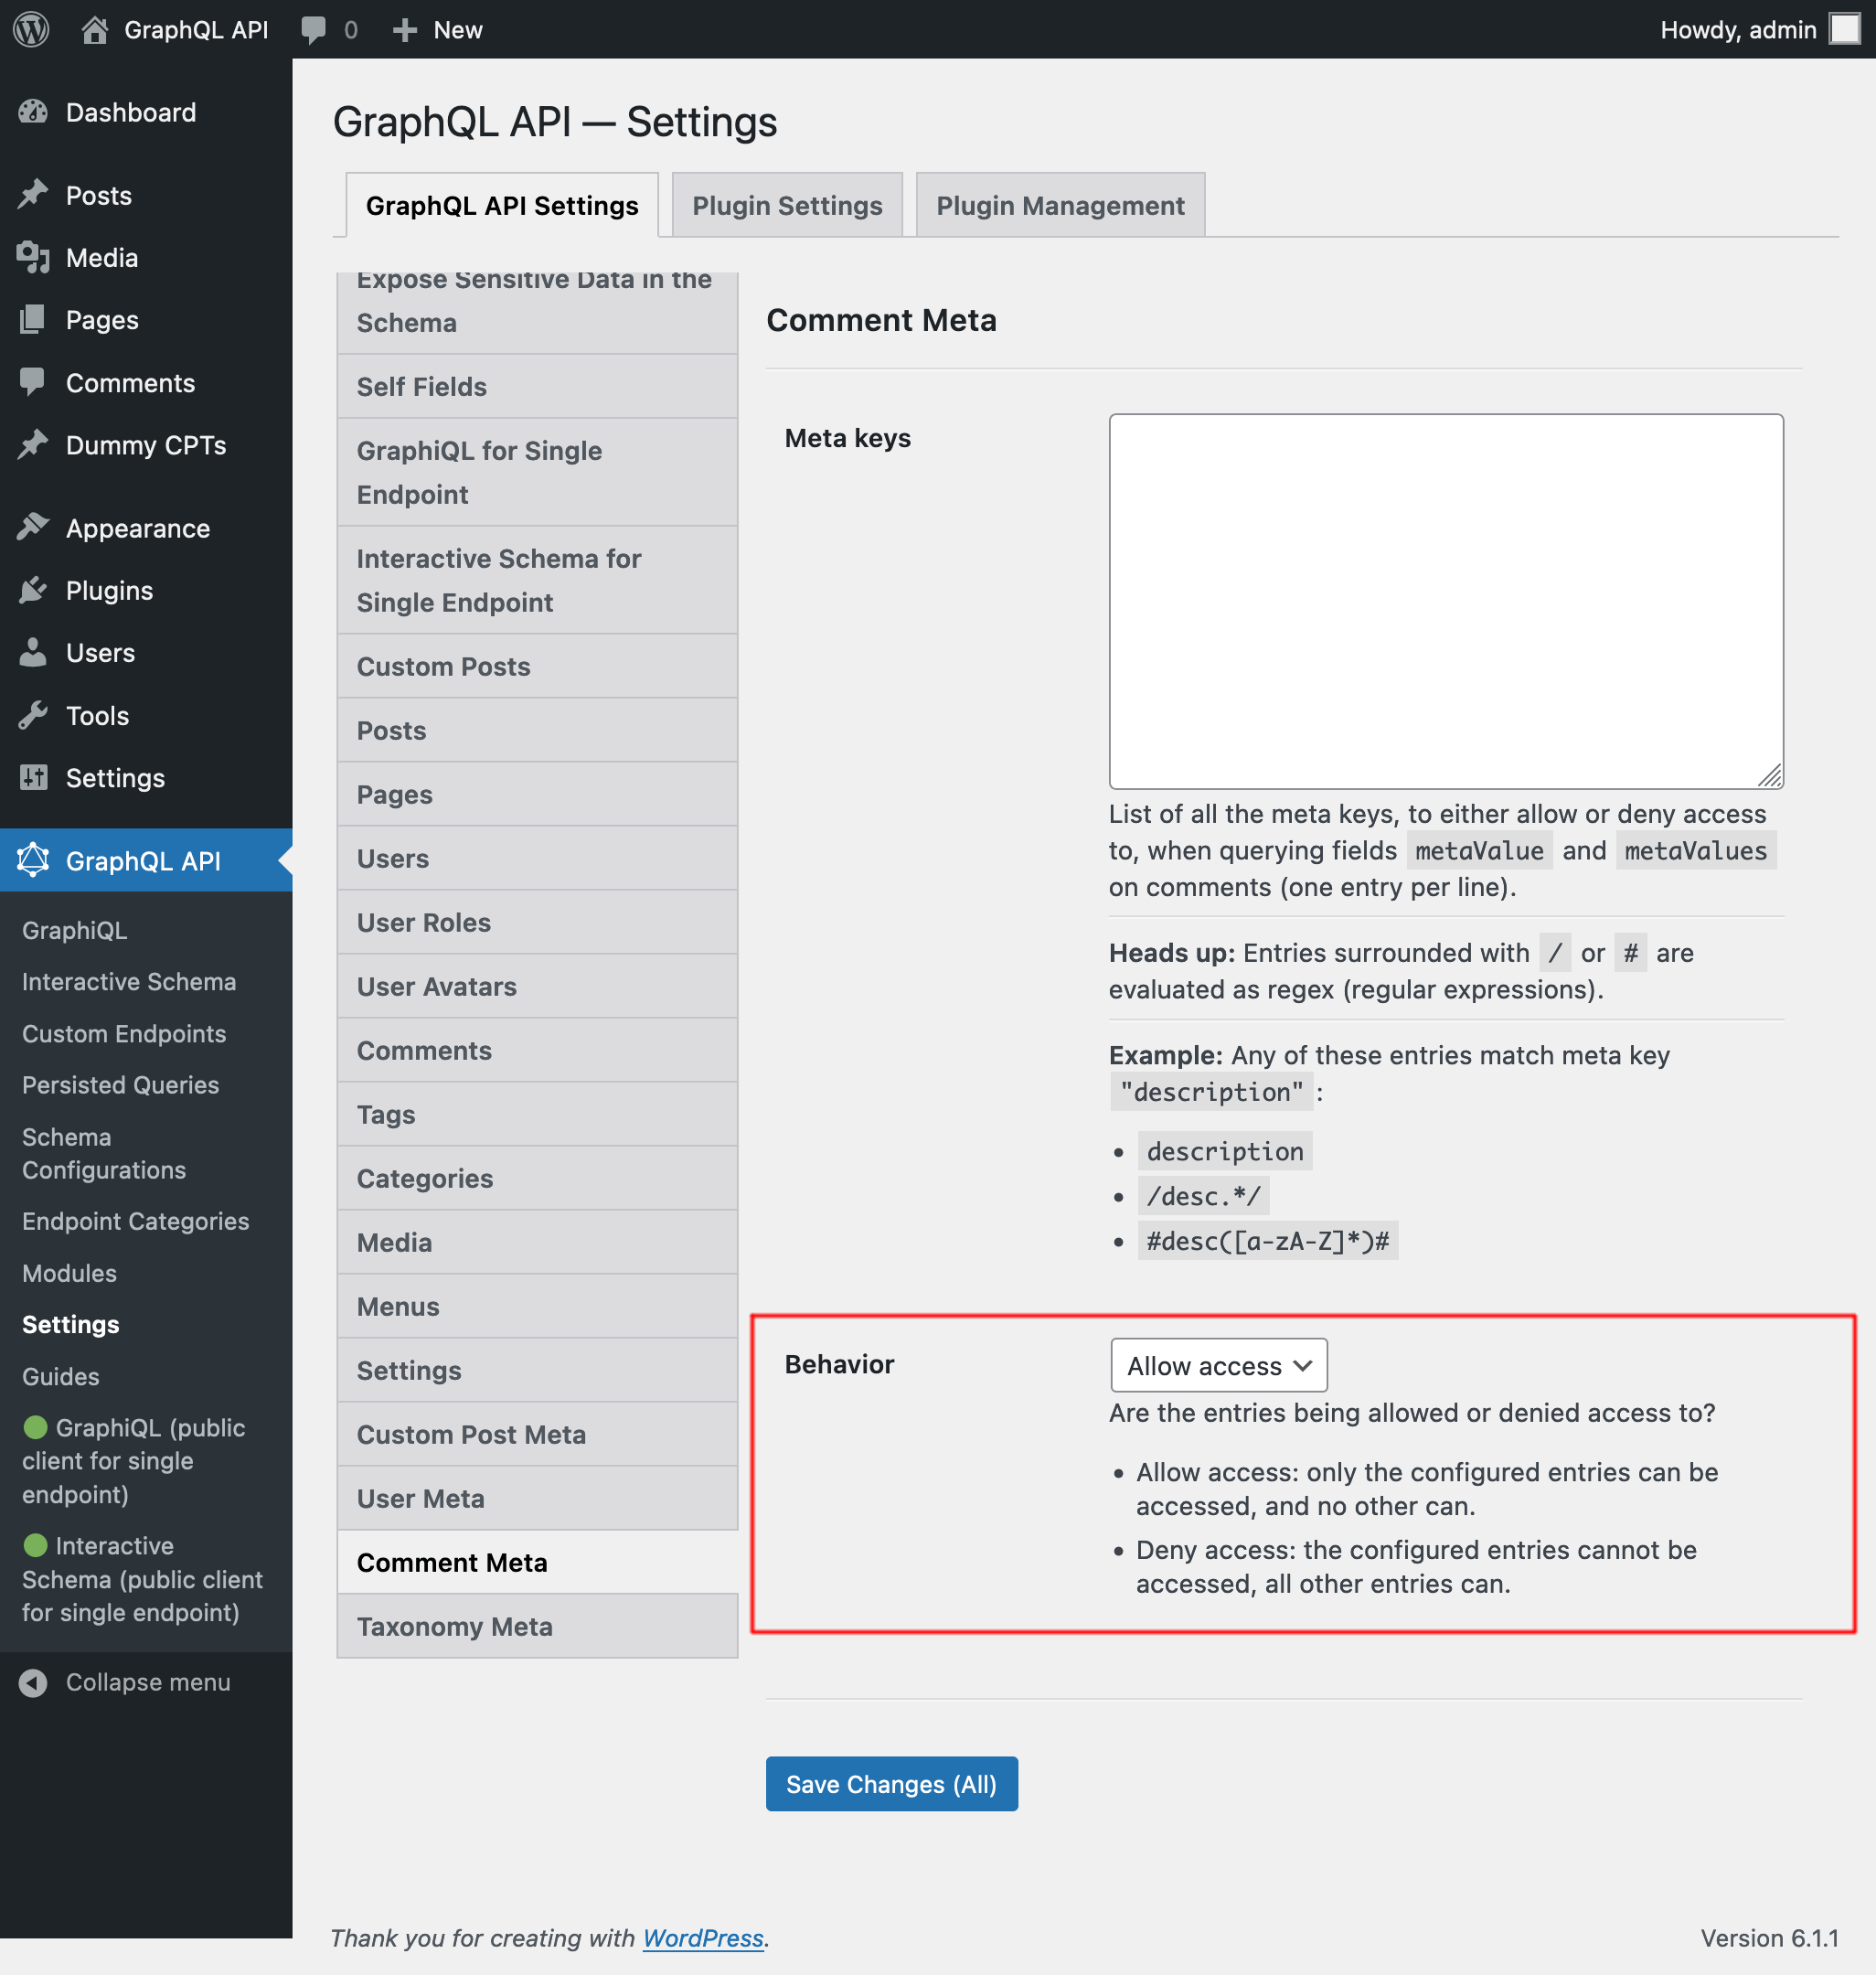 GraphQL API 0 New Howdy, admin
Dashboard
Posts
Media
Pages
Comments
Dummy CPTs
Appearance
Plugins
Users
Tools
Settings
GraphQL API
GraphiQL
Interactive Schema
Custom Endpoints
Persisted Queries
Schema
Configurations
Endpoint Categories
Modules
Settings
Guides
GraphiQL (public
client for single
endpoint)
Interactive
Schema (public client
for single endpoint)
Collapse menu
GraphQL API — Settings
GraphQL API Settings Plugin Settings Plugin Management
Expose Sensitive Data in the
Schema
Self Fields
GraphiQL for Single
Endpoint
Interactive Schema for
Single Endpoint
Custom Posts
Posts
Pages
Users
User Roles
User Avatars
Comments
Tags
Categories
Media
Menus
Settings
Custom Post Meta
User Meta
Comment Meta
Taxonomy Meta
Comment Meta
Meta keys
List of all the meta keys, to either allow or deny access
to, when querying fields metaValue and metaValues
on comments (one entry per line).
Heads up: Entries surrounded with / or # are
evaluated as regex (regular expressions).
Example: Any of these entries match meta key
"description" :
• description
• /desc.*/
• #desc([a-zA-Z]*)#
Behavior Allow access
Are the entries being allowed or denied access to?
• Allow access: only the configured entries can be
accessed, and no other can.
• Deny access: the configured entries cannot be
accessed, all other entries can.
Save Changes (All)
Thank you for creating with WordPress. Version 6.1.1